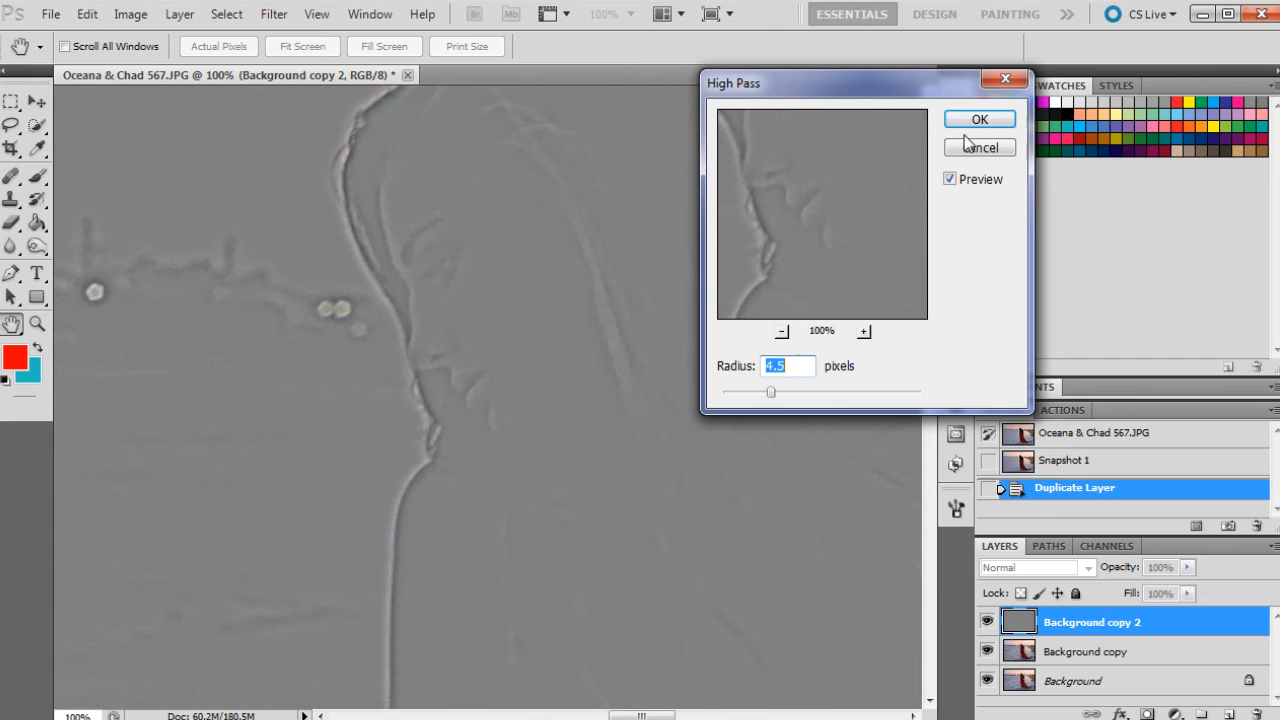 Ps File Edit Image Layer Select Filter View Window Help Br Mb 100% ESSENTIALS DESIGN PAINTING CS Live
Scroll All Windows Actual Pixels Fit Screen Fill Screen Print Size
Oceana & Chad 567.JPG @ 100% (Background copy 2, RGB/8) *
High Pass
OK
Cancel
Preview
100%
Radius: 4.5 pixels
SWATCHES STYLES
ACTIONS
Oceana & Chad 567.JPG
Snapshot 1
Duplicate Layer
LAYERS PATHS CHANNELS
Normal Opacity: 100%
Lock: Fill: 100%
Background copy 2
Background copy
Background
100% Doc: 60.2M/180.5M